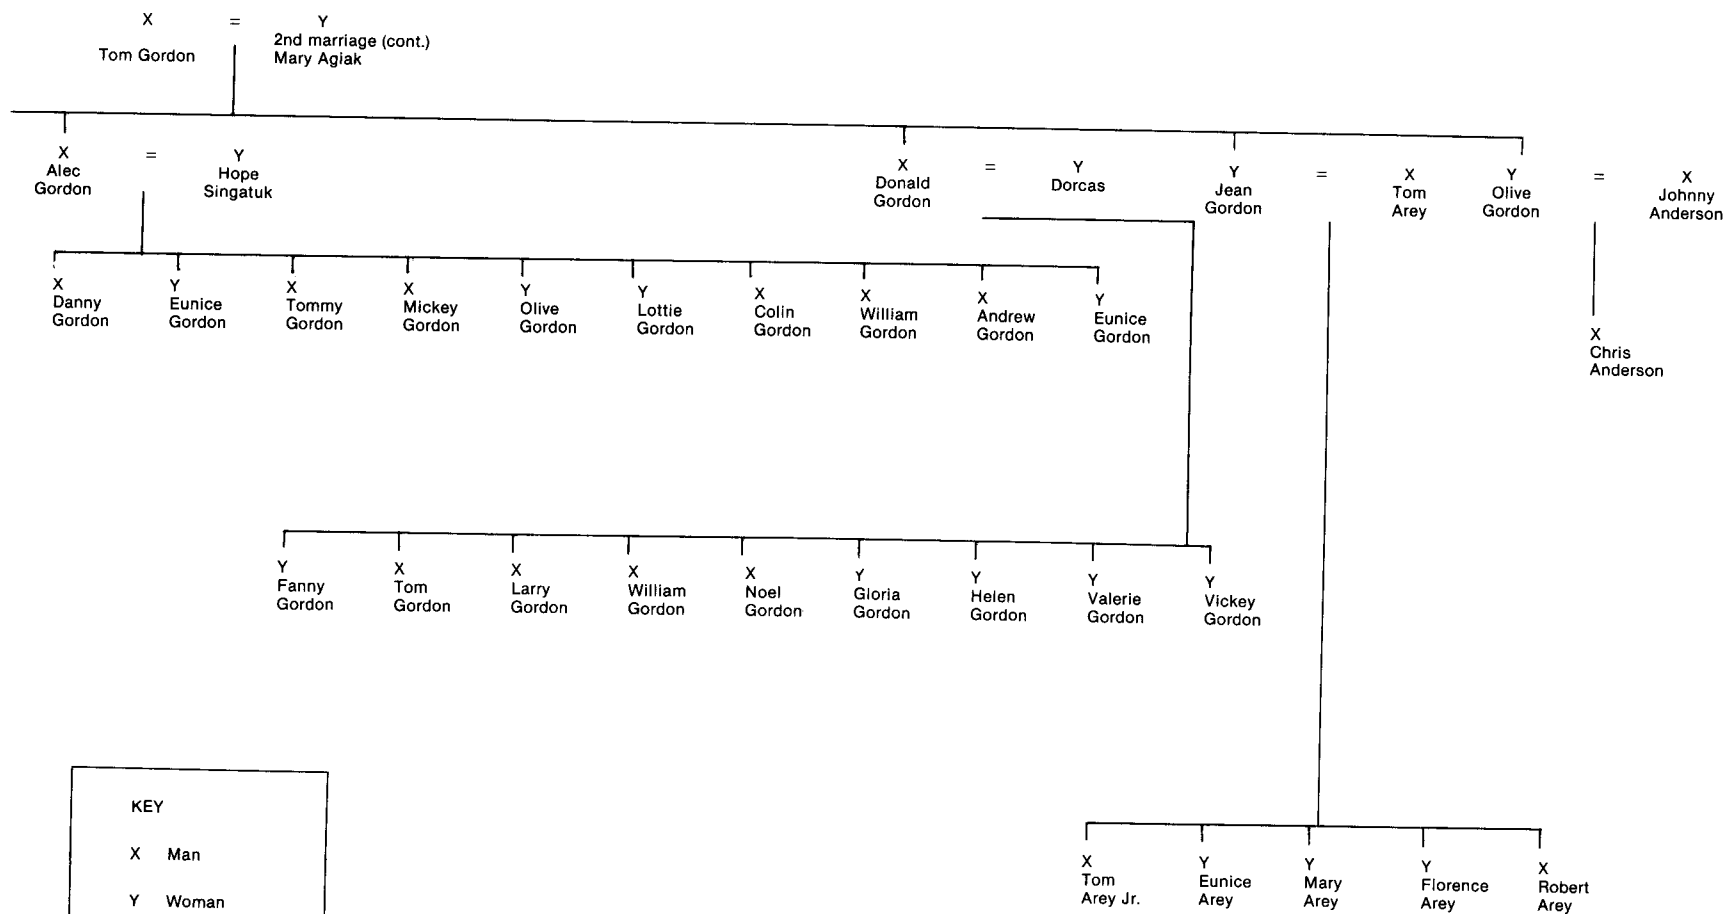 X = Y
2nd marriage (cont.)
Tom Gordon Mary Agiak
X = Y
Alec
Gordon
Hope
Singatuk
X = Y
Donald
Gordon
Dorcas
Y = X
Jean
Gordon
Tom
Arey
Y = X
Olive
Gordon
Johnny
Anderson
X
Danny
Gordon
Y
Eunice
Gordon
X
Tommy
Gordon
X
Mickey
Gordon
Y
Olive
Gordon
Y
Lottie
Gordon
X
Colin
Gordon
X
William
Gordon
X
Andrew
Gordon
Y
Eunice
Gordon
X
Chris
Anderson
Y
Fanny
Gordon
X
Tom
Gordon
X
Larry
Gordon
X
William
Gordon
X
Noel
Gordon
Y
Gloria
Gordon
Y
Helen
Gordon
Y
Valerie
Gordon
Y
Vickey
Gordon
X
Tom
Arey Jr.
Y
Eunice
Arey
Y
Mary
Arey
Y
Florence
Arey
X
Robert
Arey
KEY
X Man
Y Woman